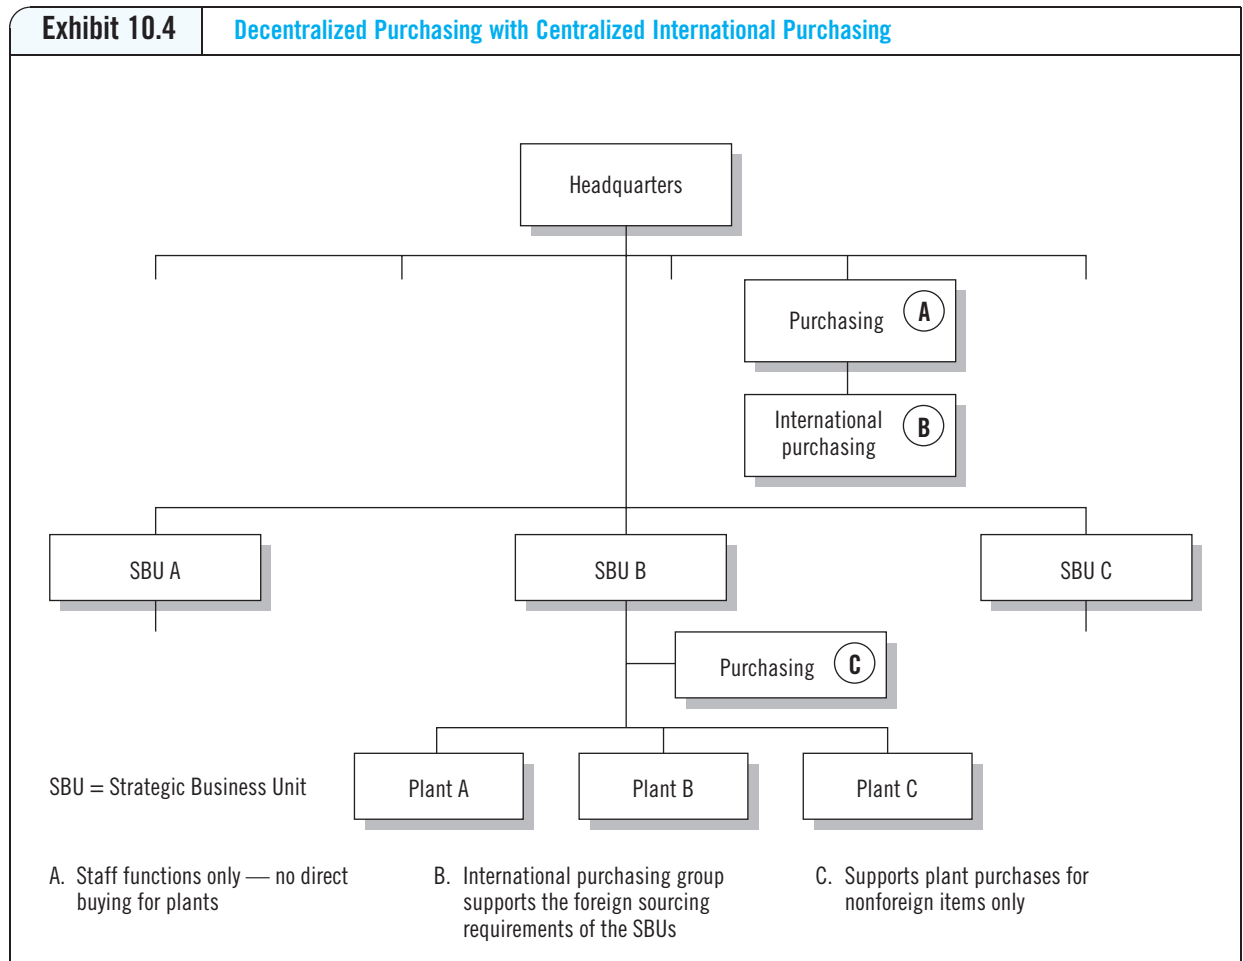 Exhibit 10.4
Decentralized Purchasing with Centralized International Purchasing
Headquarters
Purchasing
A
International
purchasing
B
SBU A
SBU B
SBU C
Purchasing
C
SBU = Strategic Business Unit
Plant A
Plant B
Plant C
A. Staff functions only — no direct
buying for plants
B. International purchasing group
supports the foreign sourcing
requirements of the SBUs
C. Supports plant purchases for
nonforeign items only